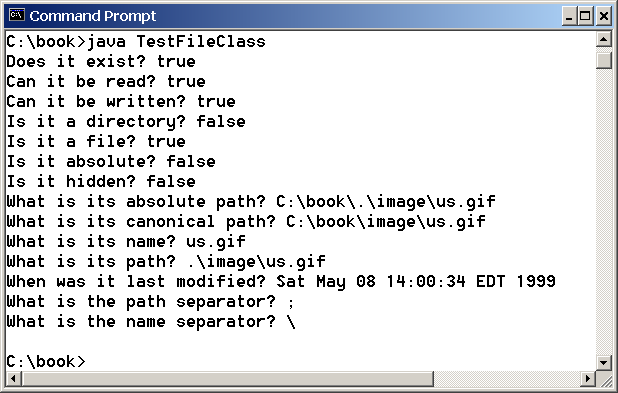 Command Prompt
C:\book>java TestFileClass
Does it exist? true
Can it be read? true
Can it be written? true
Is it a directory? false
Is it a file? true
Is it absolute? false
Is it hidden? false
What is its absolute path? C:\book\.\image\us.gif
What is its canonical path? C:\book\image\us.gif
What is its name? us.gif
What is its path? .\image\us.gif
When was it last modified? Sat May 08 14:00:34 EDT 1999
What is the path separator? ;
What is the name separator? \
C:\book>